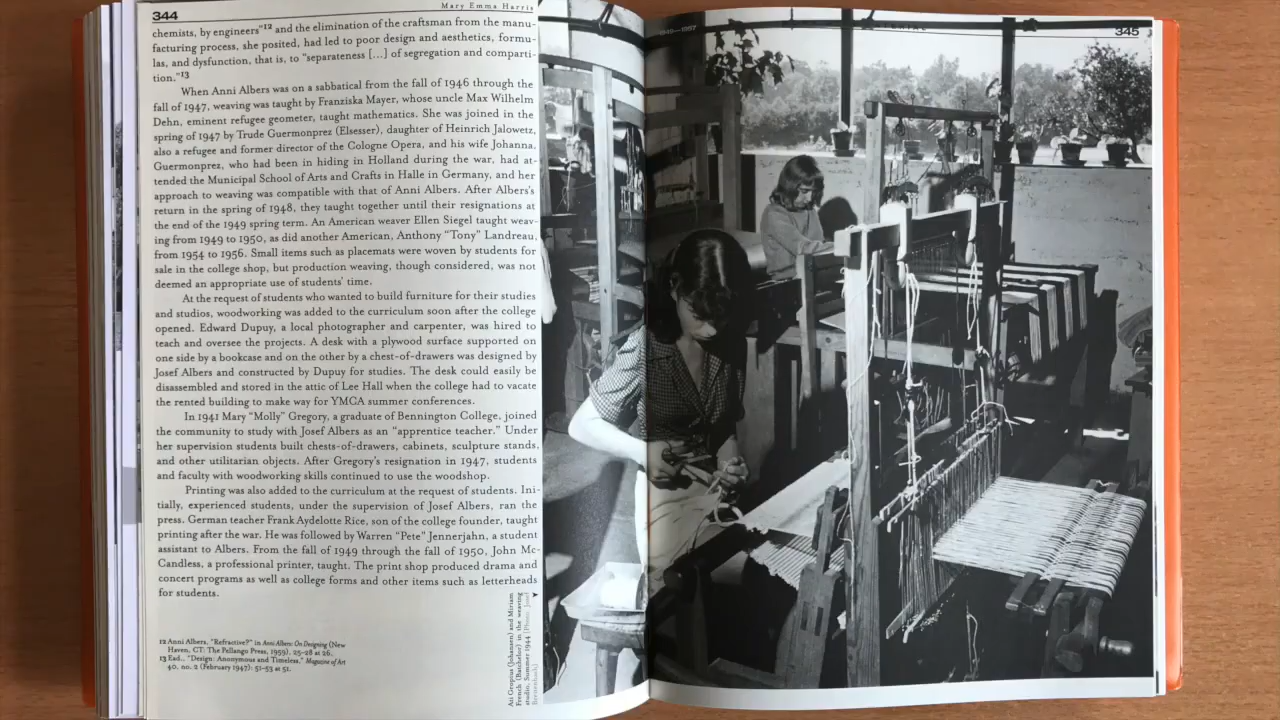 344
Mary Emma Harris
chemists, by engineers"12 and the elimination of the craftsman from the manu-
facturing process, she posited, had led to poor design and aesthetics, formu-
las, and dysfunction, that is, to "separateness [...] of segregation and comparti-
tion."13
When Anni Albers was on a sabbatical from the fall of 1946 through the
fall of 1947, weaving was taught by Franziska Mayer, whose uncle Max Wilhelm
Dehn, eminent refugee geometer, taught mathematics. She was joined in the
spring of 1947 by Trude Guermonprez (Elsesser), daughter of Heinrich Jalowetz,
also a refugee and former director of the Cologne Opera, and his wife Johanna.
Guermonprez, who had been in hiding in Holland during the war, had at-
tended the Municipal School of Arts and Crafts in Halle in Germany, and her
approach to weaving was compatible with that of Anni Albers. After Albers's
return in the spring of 1948, they taught together until their resignations at
the end of the 1949 spring term. An American weaver Ellen Siegel taught weav-
ing from 1949 to 1950, as did another American, Anthony "Tony" Landreau,
from 1954 to 1956. Small items such as placemats were woven by students for
sale in the college shop, but production weaving, though considered, was not
deemed an appropriate use of students' time.
At the request of students who wanted to build furniture for their studies
and studios, woodworking was added to the curriculum soon after the college
opened. Edward Dupuy, a local photographer and carpenter, was hired to
teach and oversee the projects. A desk with a plywood surface supported on
one side by a bookcase and on the other by a chest-of-drawers was designed by
Josef Albers and constructed by Dupuy for studies. The desk could easily be
disassembled and stored in the attic of Lee Hall when the college had to vacate
the rented building to make way for YMCA summer conferences.
In 1941 Mary "Molly" Gregory, a graduate of Bennington College, joined
the community to study with Josef Albers as an "apprentice teacher." Under
her supervision students built chests-of-drawers, cabinets, sculpture stands,
and other utilitarian objects. After Gregory's resignation in 1947, students
and faculty with woodworking skills continued to use the woodshop.
Printing was also added to the curriculum at the request of students. Ini-
tially, experienced students, under the supervision of Josef Albers, ran the
press. German teacher Frank Aydelotte Rice, son of the college founder, taught
printing after the war. He was followed by Warren "Pete" Jennerjahn, a student
assistant to Albers. From the fall of 1949 through the fall of 1950, John Mc-
Candless, a professional printer, taught. The print shop produced drama and
concert programs as well as college forms and other items such as letterheads
for students.
12 Anni Albers, "Refractive?" in Anni Albers: On Designing (New
Haven, CT: The Pallango Press, 1959), 25–28 at 26.
13 Ead., "Design: Anonymous and Timeless," Magazine of Art
40, no. 2 (February 1947): 51–53 at 51.
Ati Gropius (Johansen) and Miriam
French (Batchelor) in the weaving
studio, Summer 1944 [Photo: Josef
Breitenbach]
345